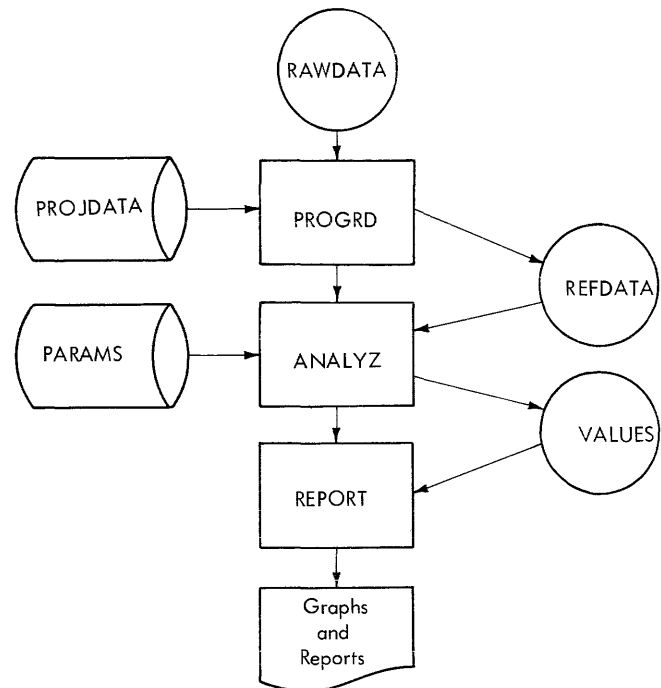 RAWDATA
PROJDATA
PROGRD
REFDATA
PARAMS
ANALYZ
VALUES
REPORT
Graphs
and
Reports